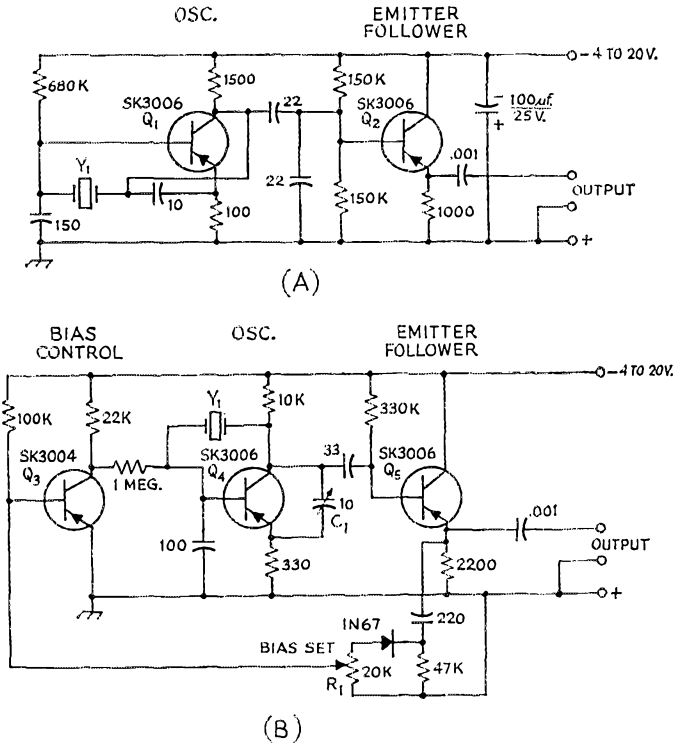 OSC.
EMITTER
FOLLOWER
– 4 TO 20V.
680K
1500
22
150K
SK3006
Q1
SK3006
Q2
– 100µf.
+ 25 V.
Y1
.001
10
22
OUTPUT
150
100
150K
1000
+
(A)
BIAS
CONTROL
OSC.
EMITTER
FOLLOWER
–4 TO 20V.
100K
22K
Y1
10K
330K
SK3004
Q3
1 MEG.
SK3006
Q4
33
SK3006
Q5
10
C1
.001
100
330
2200
OUTPUT
+
IN67
220
BIAS SET
R1
20K
47K
(B)